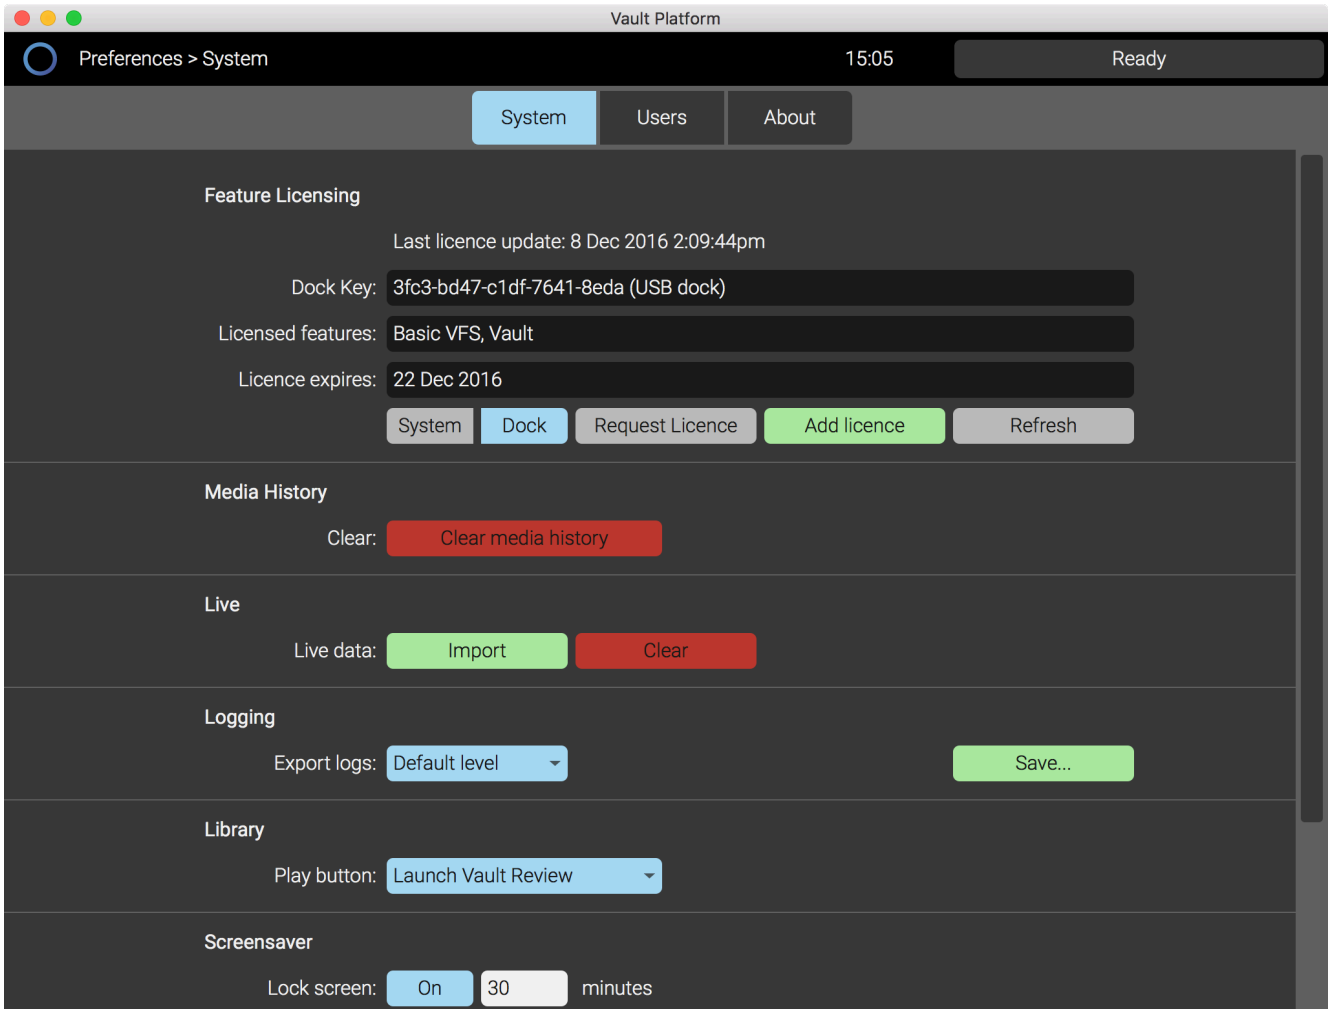 Vault Platform
Preferences > System 15:05 Ready
System Users About
Feature Licensing
Last licence update: 8 Dec 2016 2:09:44pm
Dock Key: 3fc3-bd47-c1df-7641-8eda (USB dock)
Licensed features: Basic VFS, Vault
Licence expires: 22 Dec 2016
System Dock Request Licence Add licence Refresh
Media History
Clear: Clear media history
Live
Live data: Import Clear
Logging
Export logs: Default level Save...
Library
Play button: Launch Vault Review
Screensaver
Lock screen: On 30 minutes